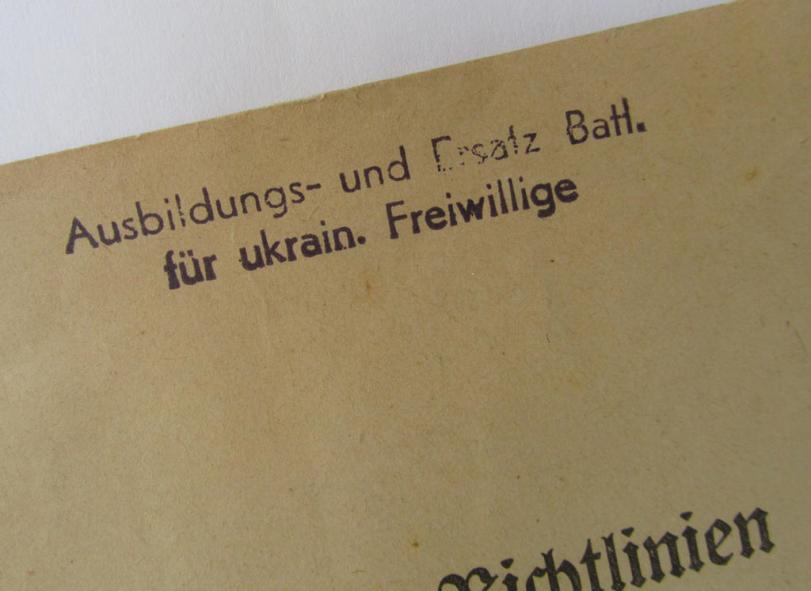 Ausbildungs- und Ersatz Batl.
für ukrain. Freiwillige
Richtlinien